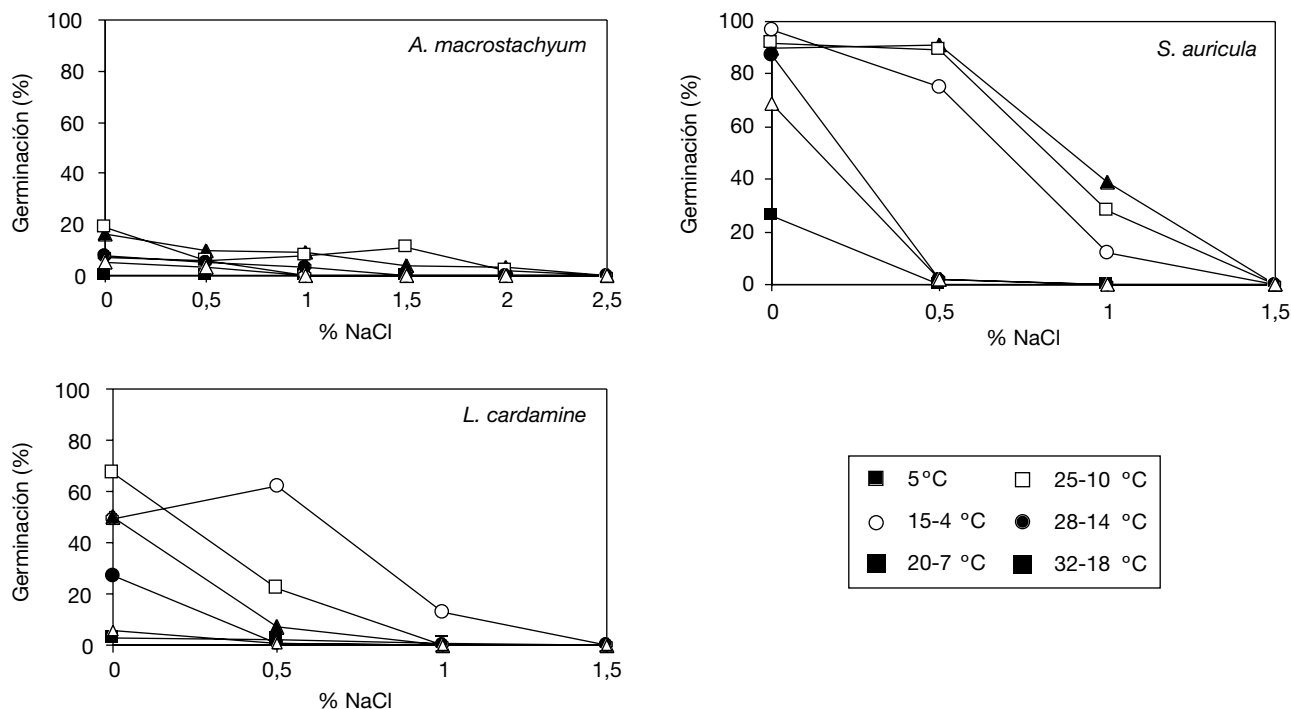 A. macrostachyum
Germinación (%)
100
80
60
40
20
0
0 0,5 1 1,5 2 2,5
% NaCl
S. auricula
Germinación (%)
100
80
60
40
20
0
0 0,5 1 1,5
% NaCl
L. cardamine
Germinación (%)
100
80
60
40
20
0
0 0,5 1 1,5
% NaCl
5°C
25-10 °C
15-4 °C
28-14 °C
20-7 °C
32-18 °C